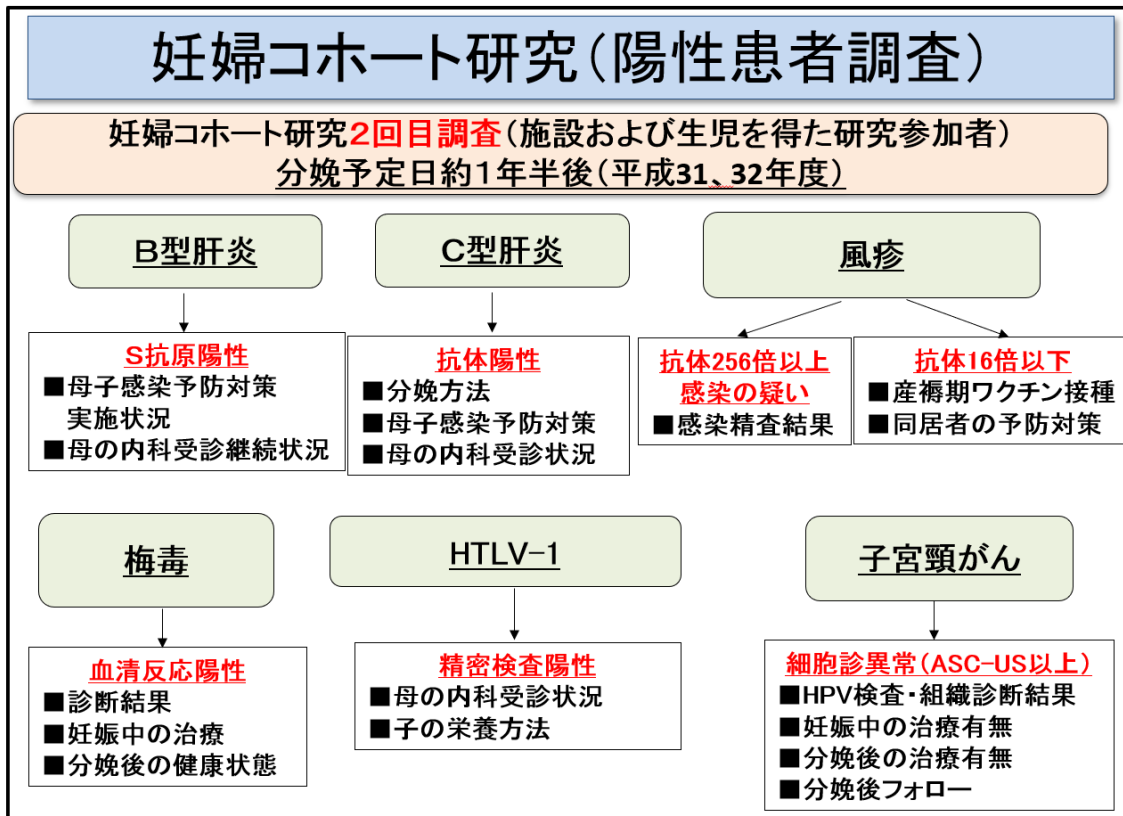 妊婦コホート研究(陽性患者調査)
妊婦コホート研究2回目調査(施設および生児を得た研究参加者)
分娩予定日約1年半後(平成31、32年度)
B型肝炎
S抗原陽性
■母子感染予防対策
実施状況
■母の内科受診継続状況
C型肝炎
抗体陽性
■分娩方法
■母子感染予防対策
■母の内科受診状況
風疹
抗体256倍以上
感染の疑い
■感染精査結果
抗体16倍以下
■産褥期ワクチン接種
■同居者の予防対策
梅毒
血清反応陽性
■診断結果
■妊娠中の治療
■分娩後の健康状態
HTLV-1
精密検査陽性
■母の内科受診状況
■子の栄養方法
子宮頸がん
細胞診異常(ASC-US以上)
■HPV検査・組織診断結果
■妊娠中の治療有無
■分娩後の治療有無
■分娩後フォロー